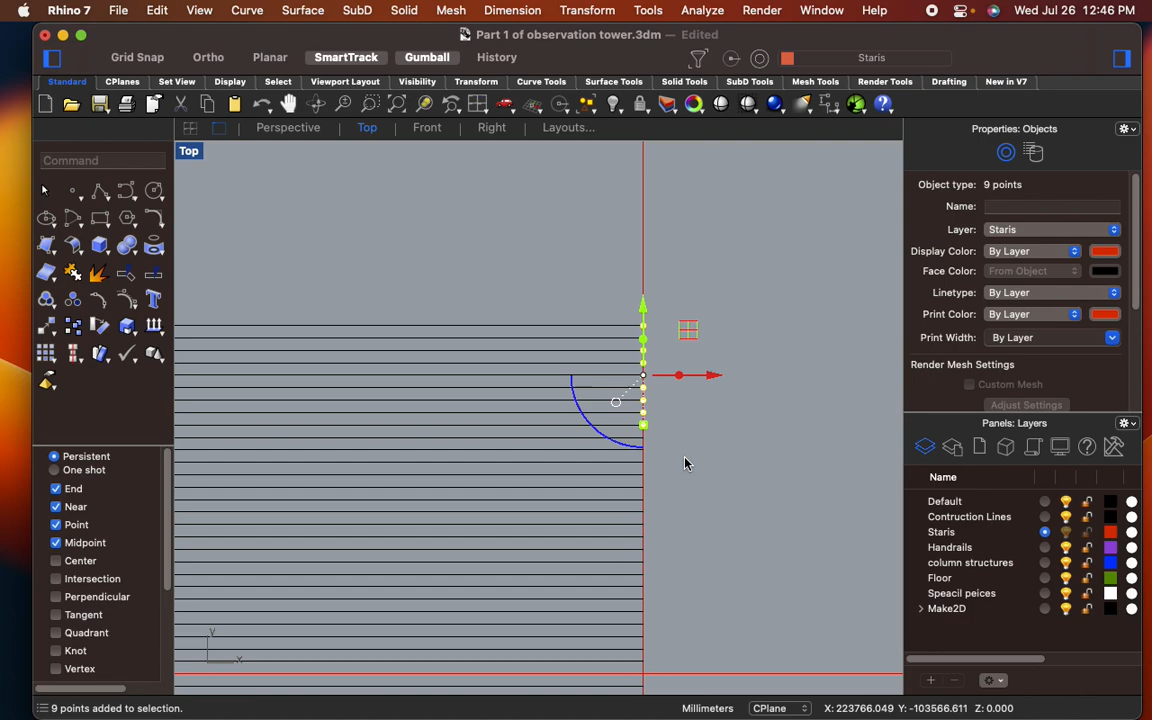 Rhino 7 File Edit View Curve Surface SubD Solid Mesh Dimension Transform Tools Analyze Render Window Help Wed Jul 26 12:46 PM
Part 1 of observation tower.3dm — Edited
Grid Snap Ortho Planar SmartTrack Gumball History Staris
Standard CPlanes Set View Display Select Viewport Layout Visibility Transform Curve Tools Surface Tools Solid Tools SubD Tools Mesh Tools Render Tools Drafting New in V7
Perspective Top Front Right Layouts...
Command
Top
Properties: Objects
Object type: 9 points
Name:
Layer: Staris
Display Color: By Layer
Face Color: From Object
Linetype: By Layer
Print Color: By Layer
Print Width: By Layer
Render Mesh Settings
Custom Mesh
Adjust Settings
Panels: Layers
Name
Default
Contruction Lines
Staris
Handrails
column structures
Floor
Speacil peices
Make2D
Persistent
One shot
End
Near
Point
Midpoint
Center
Intersection
Perpendicular
Tangent
Quadrant
Knot
Vertex
y
x
9 points added to selection. Millimeters CPlane X: 223766.049 Y: -103566.611 Z: 0.000